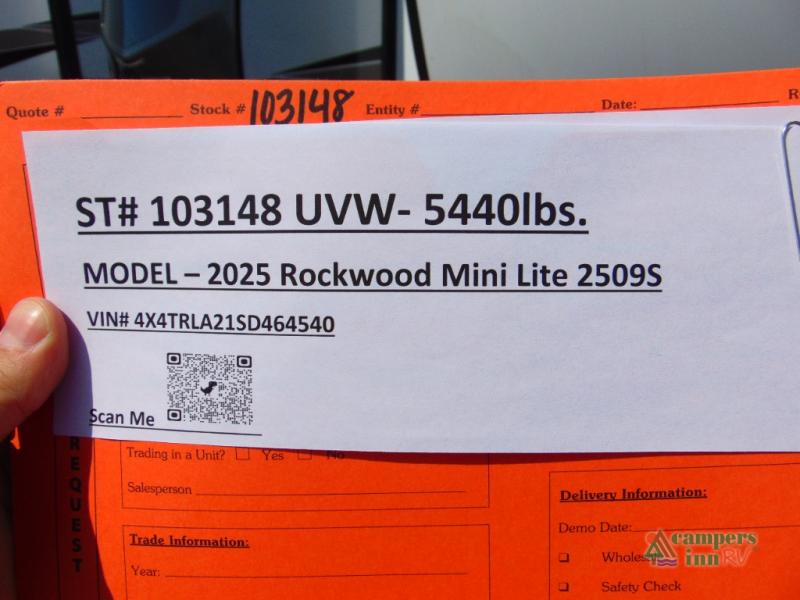 Quote # Stock # 103148 Entity # Date: R
ST# 103148 UVW- 5440lbs.
MODEL – 2025 Rockwood Mini Lite 2509S
VIN# 4X4TRLA21SD464540
Scan Me
REQUEST
Trading in a Unit? Yes No
Salesperson
Trade Information:
Year:
Delivery Information:
Demo Date:
Safety Check
campers
inn RV